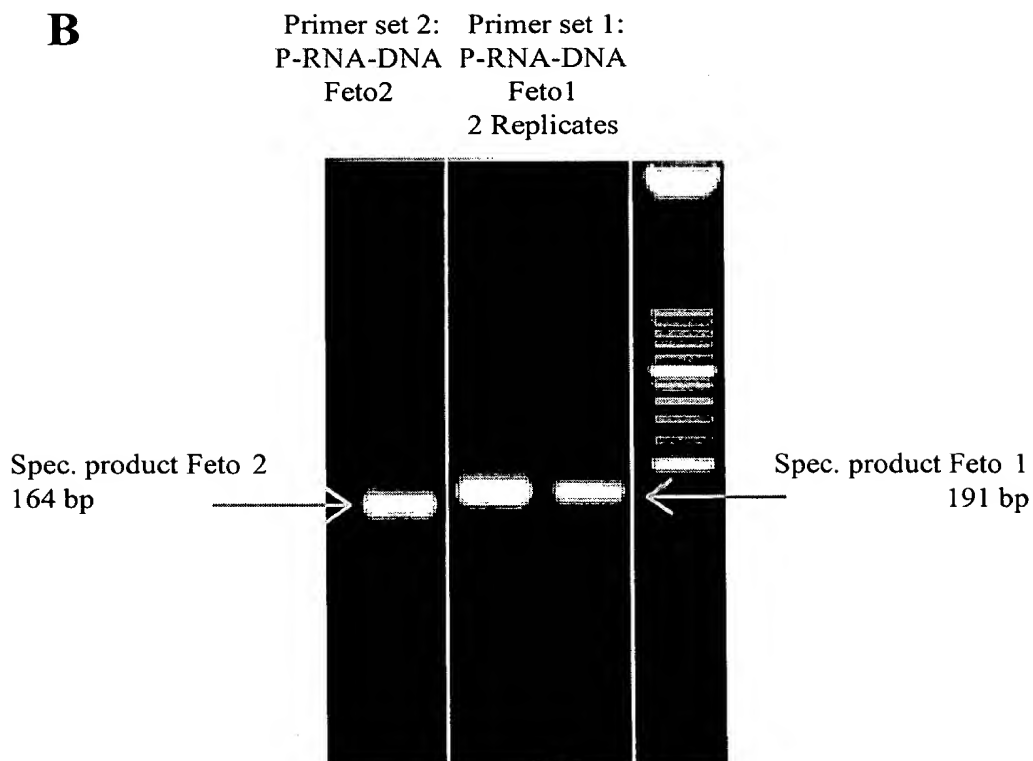 B
Primer set 2:
P-RNA-DNA
Feto2
Primer set 1:
P-RNA-DNA
Feto1
2 Replicates
Spec. product Feto 2
164 bp
Spec. product Feto 1
191 bp